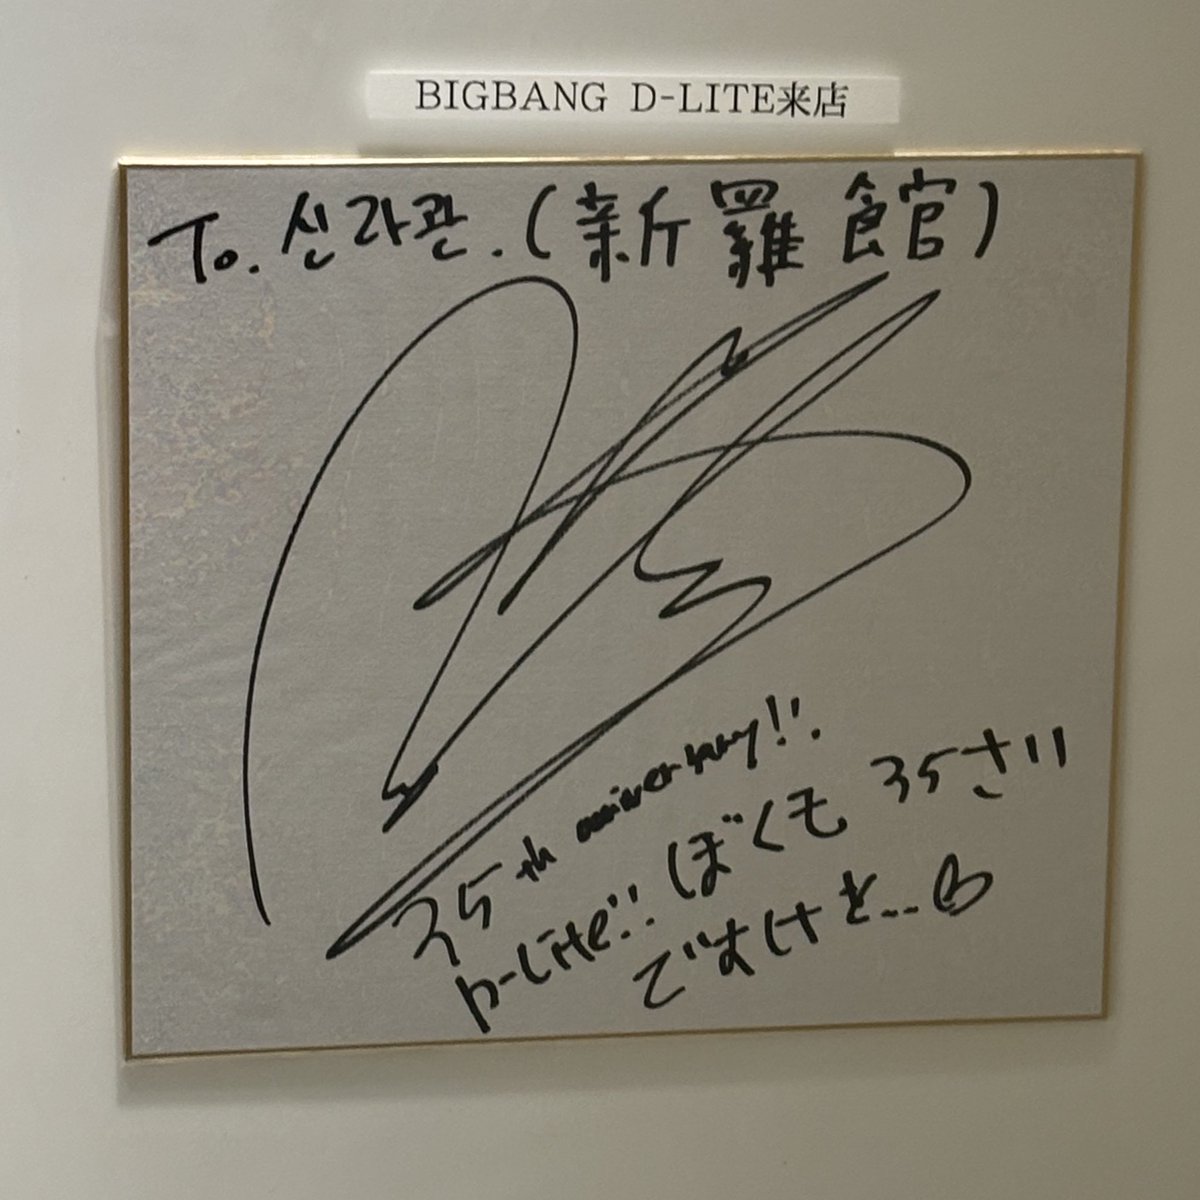 BIGBANG D-LITE来店
To. 신라관. (新羅館)
35th anniversary!!
D-Lite!! ぼくも 35さい
ですけど...